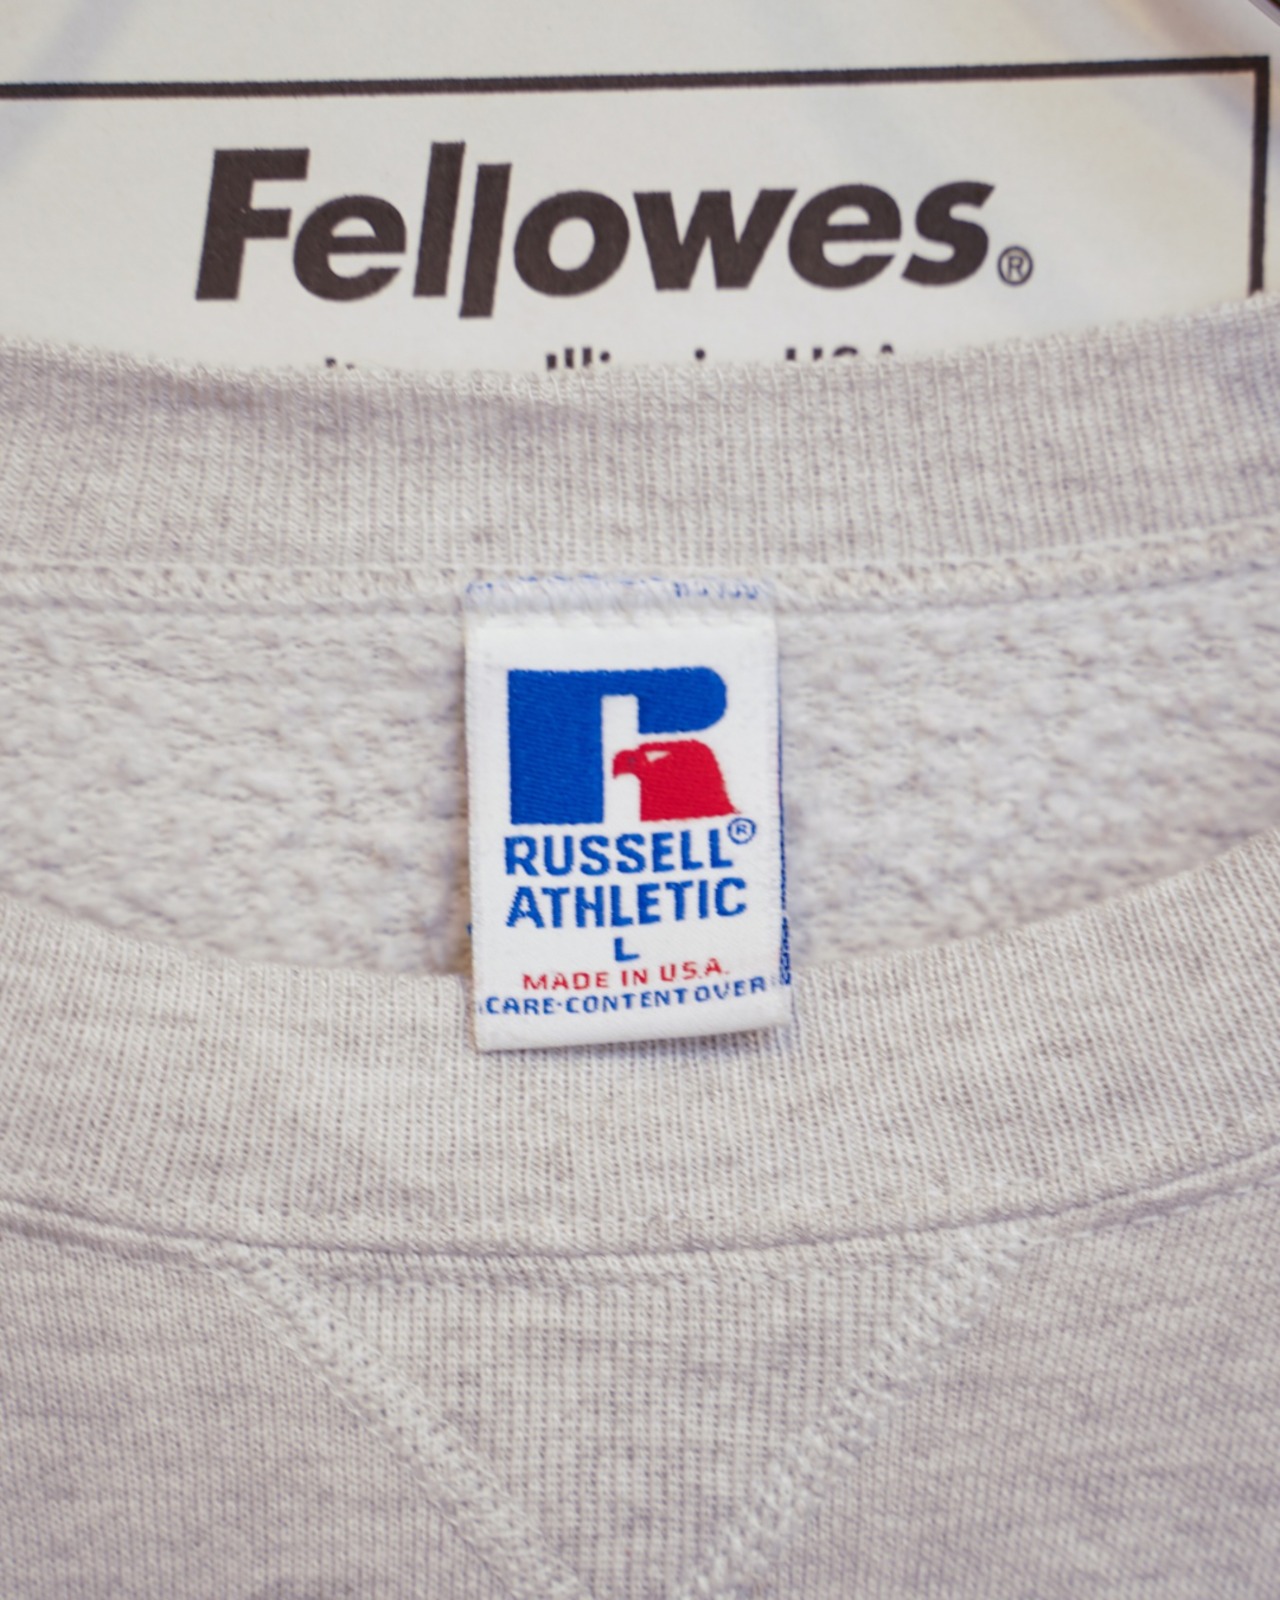 Fellowes®
RUSSELL®
ATHLETIC
L
MADE IN U.S.A.
CARE·CONTENT OVER